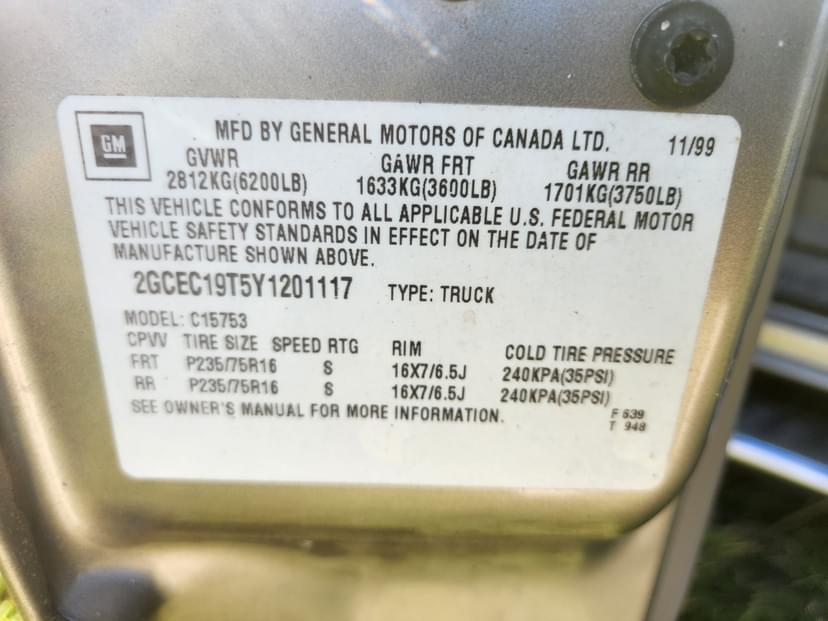 GM
MFD BY GENERAL MOTORS OF CANADA LTD. 11/99
GVWR GAWR FRT GAWR RR
2812KG(6200LB) 1633KG(3600LB) 1701KG(3750LB)
THIS VEHICLE CONFORMS TO ALL APPLICABLE U.S. FEDERAL MOTOR
VEHICLE SAFETY STANDARDS IN EFFECT ON THE DATE OF
MANUFACTURE SHOWN ABOVE.
2GCEC19T5Y1201117 TYPE: TRUCK
MODEL: C15753
CPVV TIRE SIZE SPEED RTG RIM COLD TIRE PRESSURE
FRT P235/75R16 S 16X7/6.5J 240KPA(35PSI)
RR P235/75R16 S 16X7/6.5J 240KPA(35PSI)
SEE OWNER'S MANUAL FOR MORE INFORMATION. F 639
T 948